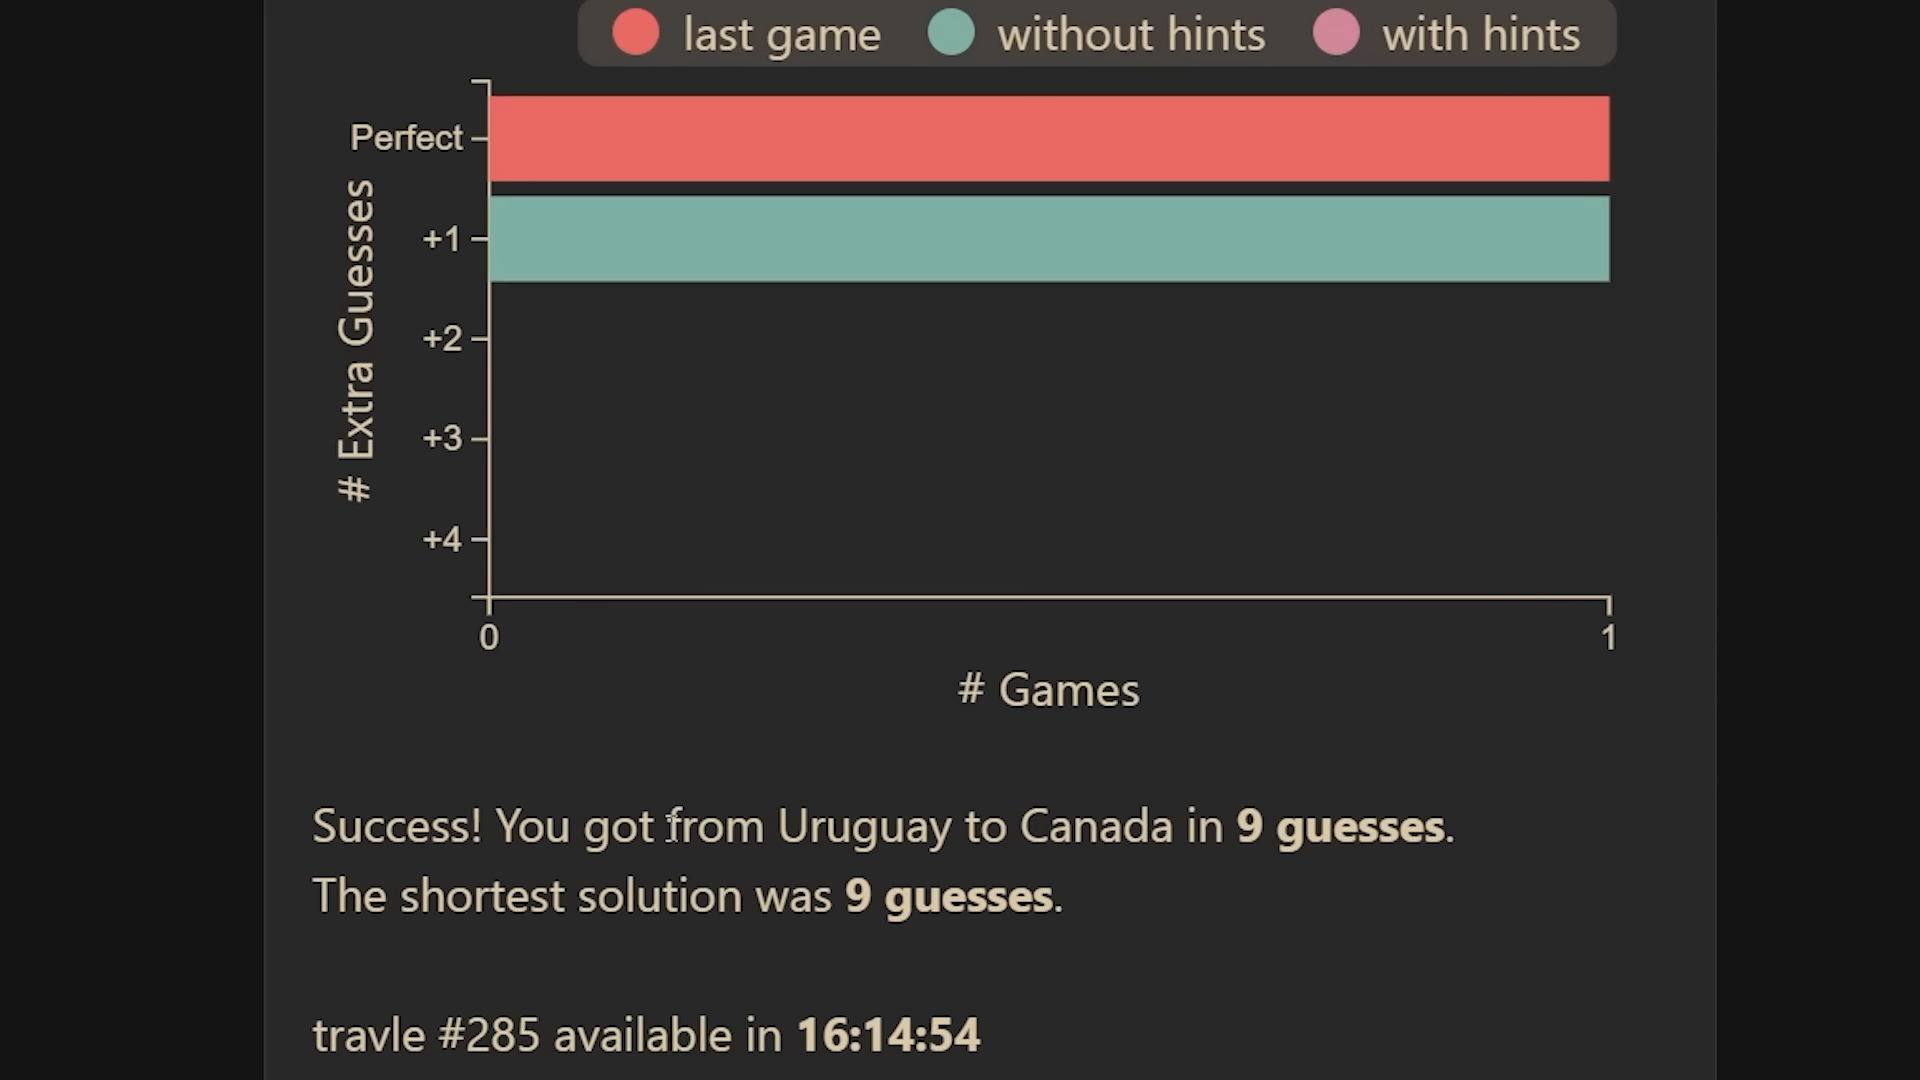 last game without hints with hints
Perfect
+1
+2
+3
+4
# Extra Guesses
0 1
# Games
Success! You got from Uruguay to Canada in 9 guesses.
The shortest solution was 9 guesses.
travle #285 available in 16:14:54